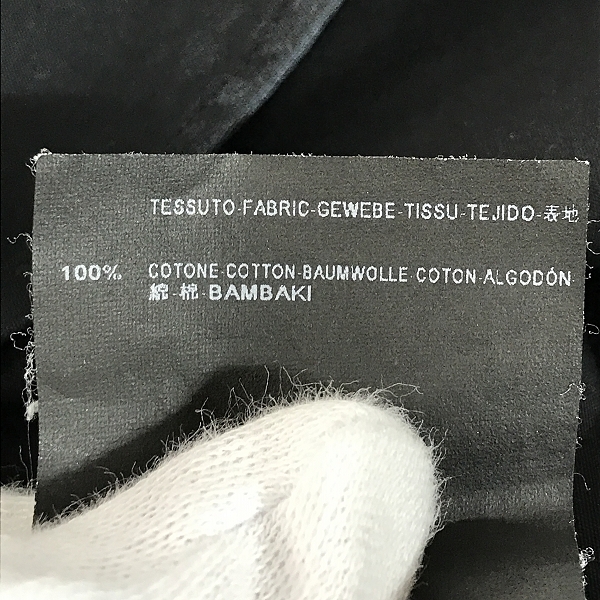 TESSUTO-FABRIC-GEWEBE-TISSU-TEJIDO-表地
100% COTONE-COTTON-BAUMWOLLE-COTON-ALGODÓN-
綿-棉-BAMBAKI